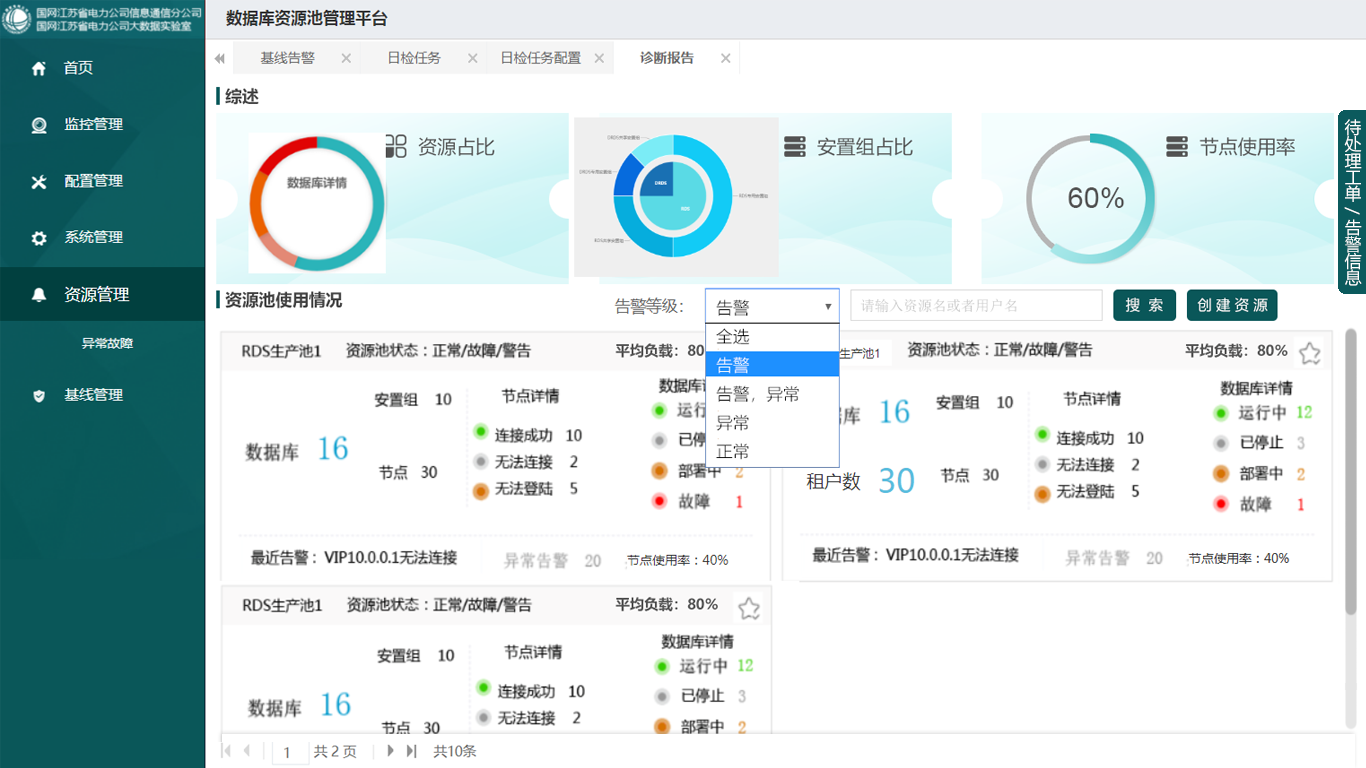 国网江苏省电力公司信息通信分公司
国网江苏省电力公司大数据实验室
数据库资源池管理平台
首页
监控管理
配置管理
系统管理
资源管理
异常故障
基线管理
基线告警
日检任务
日检任务配置
诊断报告
综述
数据库详情
资源占比
DRDS
RDS
安置组占比
60%
节点使用率
待处理工单 / 告警信息
资源池使用情况
告警等级：
告警
请输入资源名或者用户名
搜 索
创建资源
全选
告警
告警，异常
异常
正常
RDS生产池1 资源池状态：正常/故障/警告 平均负载：80
安置组 10
节点详情
数据库
数据库 16
节点 30
连接成功 10
无法连接 2
无法登陆 5
运行
已停
部署中 2
故障 1
最近告警： VIP10.0.0.1无法连接 异常告警 20 节点使用率：40%
生产池1 资源池状态：正常/故障/警告 平均负载：80%
库 16
租户数 30
安置组 10
节点 30
节点详情
连接成功 10
无法连接 2
无法登陆 5
数据库详情
运行中 12
已停止 3
部署中 2
故障 1
最近告警： VIP10.0.0.1无法连接 异常告警 20 节点使用率：40%
RDS生产池1 资源池状态：正常/故障/警告 平均负载：80%
安置组 10
节点详情
数据库详情
数据库 16
节点 30
连接成功 10
无法连接 2
运行中 12
已停止 3
部署中 2
1 共2页 共10条